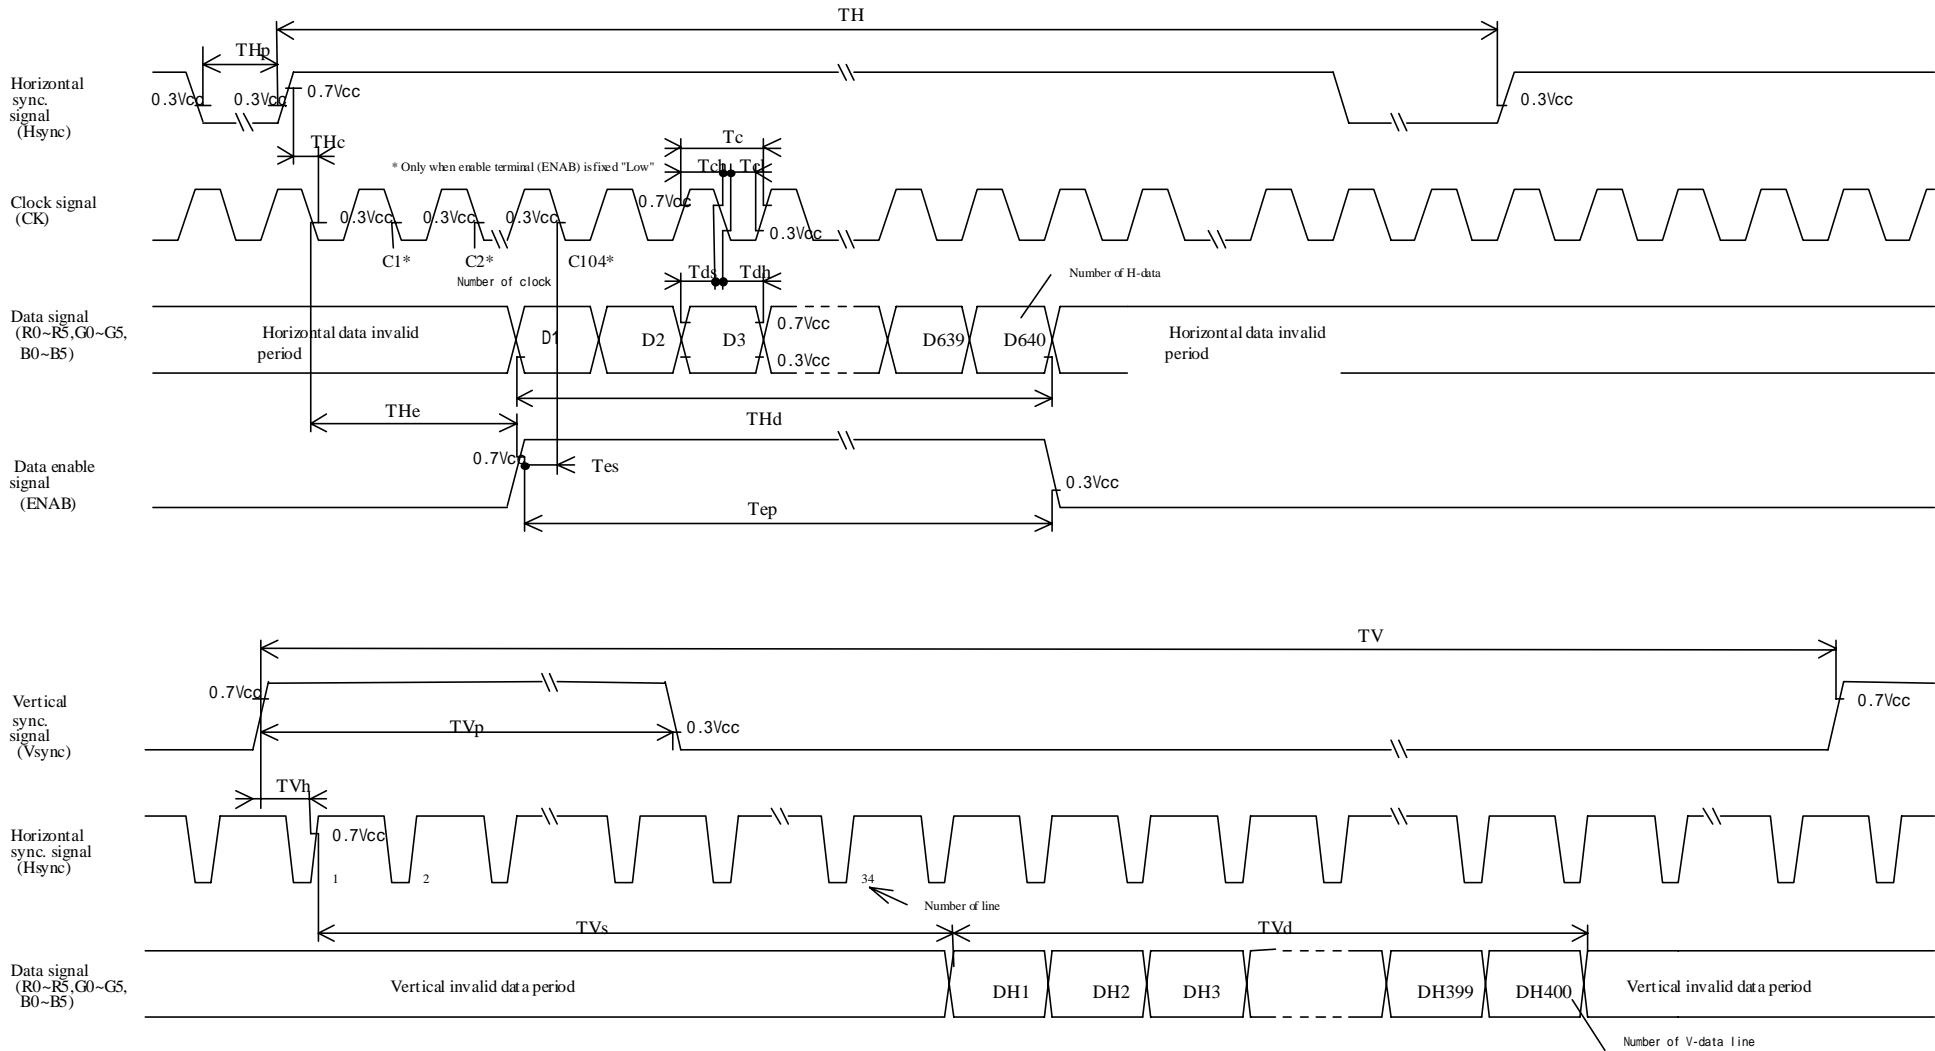 TH
THp
Horizontal
sync.
signal
(Hsync)
0.3Vcc
0.3Vcc
0.7Vcc
0.3Vcc
THc
Tc
* Only when enable terminal (ENAB) is fixed "Low"
Tch
Tcl
Clock signal
(CK)
0.7Vcc
0.3Vcc
0.3Vcc
0.3Vcc
0.3Vcc
C1*
C2*
C104*
Number of clock
Tds
Tdh
Number of H-data
Data signal
(R0~R5,G0~G5,
B0~B5)
Horizontal data invalid
period
D1
D2
D3
0.7Vcc
0.3Vcc
D639
D640
Horizontal data invalid
period
THe
THd
Data enable
signal
(ENAB)
0.7Vcc
Tes
0.3Vcc
Tep
TV
Vertical
sync.
signal
(Vsync)
0.7Vcc
TVp
0.3Vcc
0.7Vcc
TVh
Horizontal
sync. signal
(Hsync)
0.7Vcc
1
2
34
Number of line
TVs
TVd
Data signal
(R0~R5,G0~G5,
B0~B5)
Vertical invalid data period
DH1
DH2
DH3
DH399
DH400
Vertical invalid data period
Number of V-data line